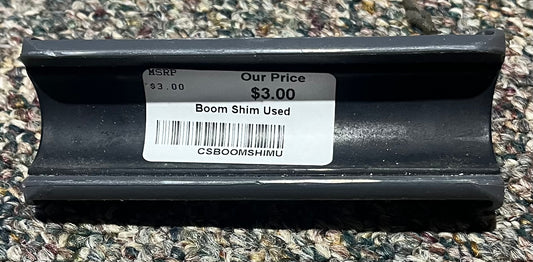 MSRP Our Price
$3.00 $3.00
Boom Shim Used
CSBOOMSHIMU